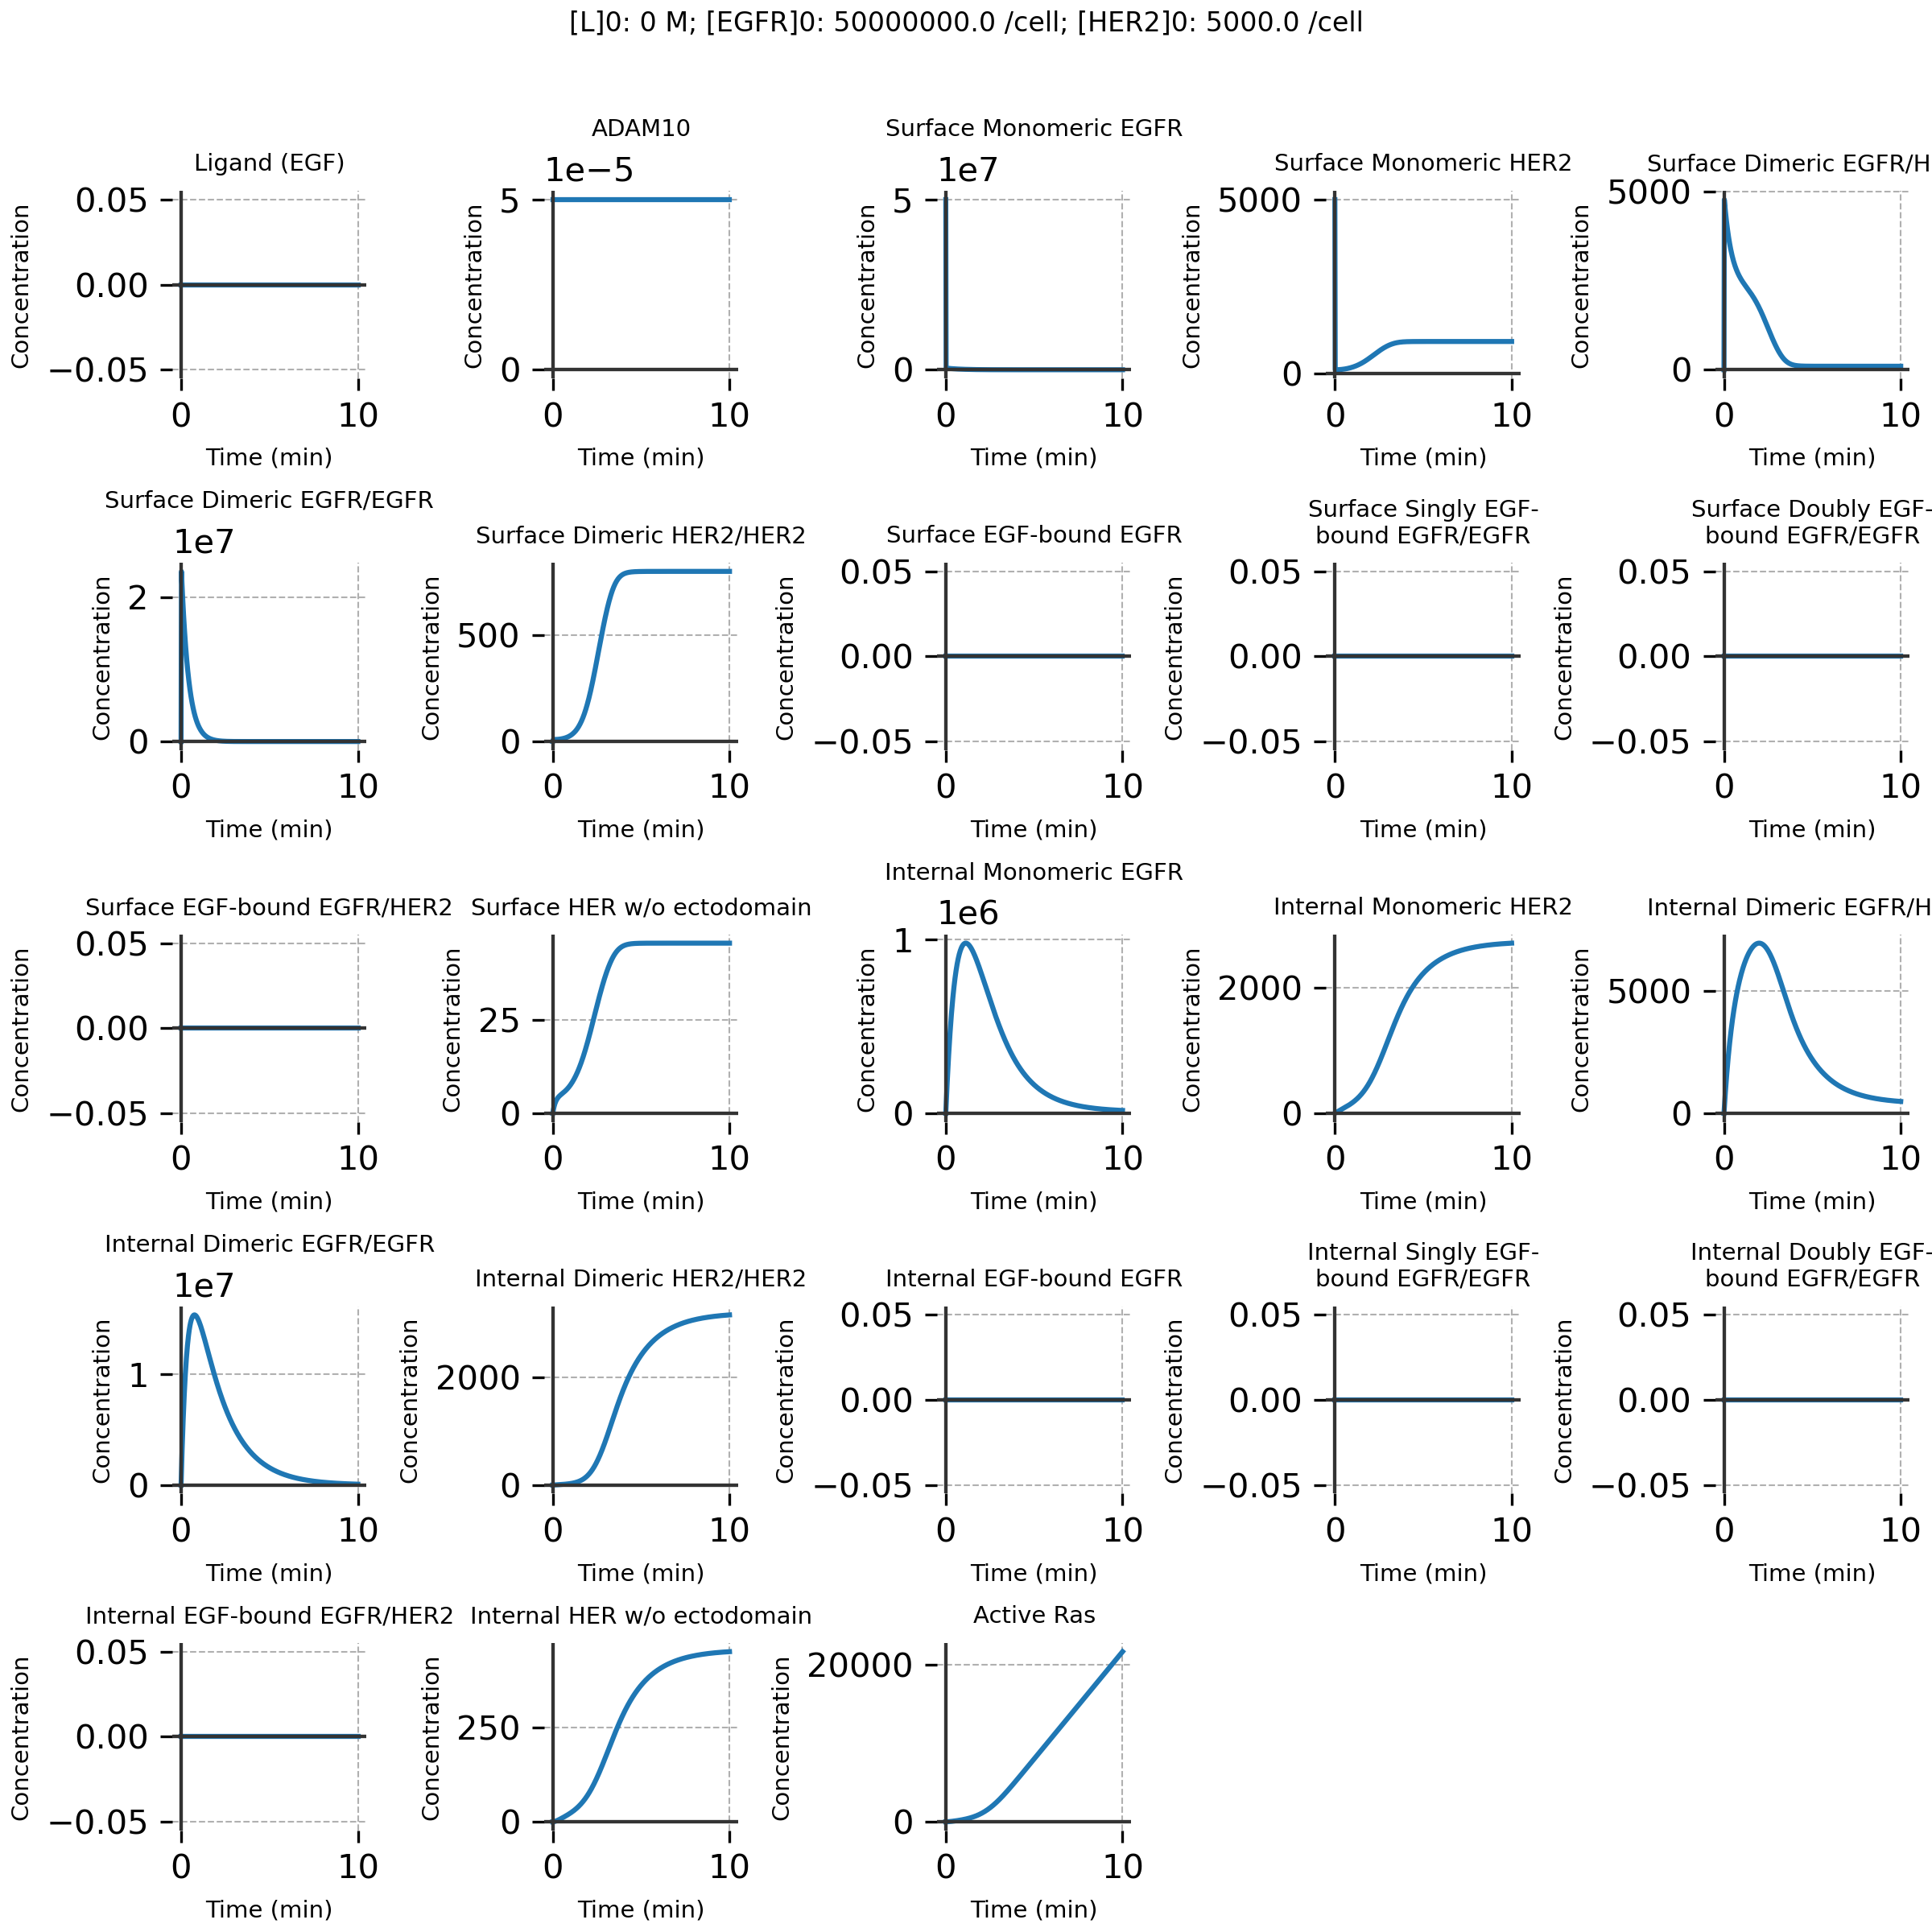 [L]0: 0 M; [EGFR]0: 50000000.0 /cell; [HER2]0: 5000.0 /cell
Ligand (EGF)
Concentration
0.05
0.00
−0.05
0
10
Time (min)
ADAM10
1e−5
Concentration
5
0
0
10
Time (min)
Surface Monomeric EGFR
1e7
Concentration
5
0
0
10
Time (min)
Surface Monomeric HER2
Concentration
5000
0
0
10
Time (min)
Surface Dimeric EGFR/H
Concentration
5000
0
0
10
Time (min)
Surface Dimeric EGFR/EGFR
1e7
Concentration
2
0
0
10
Time (min)
Surface Dimeric HER2/HER2
Concentration
500
0
0
10
Time (min)
Surface EGF-bound EGFR
Concentration
0.05
0.00
−0.05
0
10
Time (min)
Surface Singly EGF-
bound EGFR/EGFR
Concentration
0.05
0.00
−0.05
0
10
Time (min)
Surface Doubly EGF-
bound EGFR/EGFR
Concentration
0.05
0.00
−0.05
0
10
Time (min)
Surface EGF-bound EGFR/HER2
Concentration
0.05
0.00
−0.05
0
10
Time (min)
Surface HER w/o ectodomain
Concentration
25
0
0
10
Time (min)
Internal Monomeric EGFR
1e6
Concentration
1
0
0
10
Time (min)
Internal Monomeric HER2
Concentration
2000
0
0
10
Time (min)
Internal Dimeric EGFR/H
Concentration
5000
0
0
10
Time (min)
Internal Dimeric EGFR/EGFR
1e7
Concentration
1
0
0
10
Time (min)
Internal Dimeric HER2/HER2
Concentration
2000
0
0
10
Time (min)
Internal EGF-bound EGFR
Concentration
0.05
0.00
−0.05
0
10
Time (min)
Internal Singly EGF-
bound EGFR/EGFR
Concentration
0.05
0.00
−0.05
0
10
Time (min)
Internal Doubly EGF-
bound EGFR/EGFR
Concentration
0.05
0.00
−0.05
0
10
Time (min)
Internal EGF-bound EGFR/HER2
Concentration
0.05
0.00
−0.05
0
10
Time (min)
Internal HER w/o ectodomain
Concentration
250
0
0
10
Time (min)
Active Ras
Concentration
20000
0
0
10
Time (min)